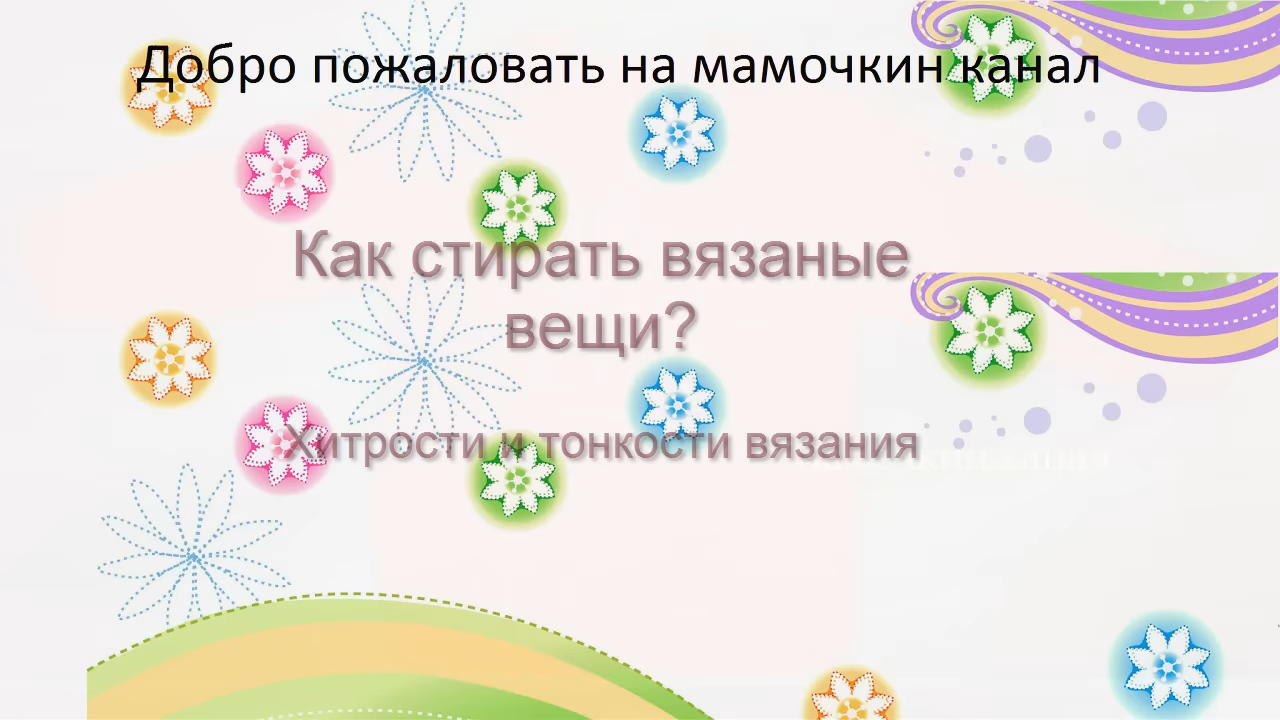 Добро пожаловать на мамочкин канал
Как стирать вязаные
вещи?
Хитрости и тонкости вязания